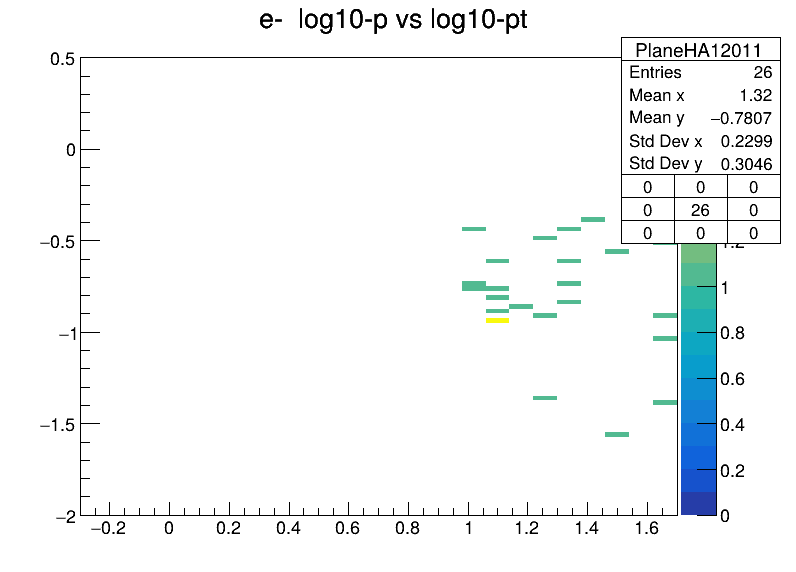 e- log10-p vs log10-pt
PlaneHA12011
Entries 26
Mean x 1.32
Mean y −0.7807
Std Dev x 0.2299
Std Dev y 0.3046
0 0 0
0 26 0
0 0 0
0.5
0
−0.5
−1
−1.5
−2
−0.2 0 0.2 0.4 0.6 0.8 1 1.2 1.4 1.6
1.2
1
0.8
0.6
0.4
0.2
0